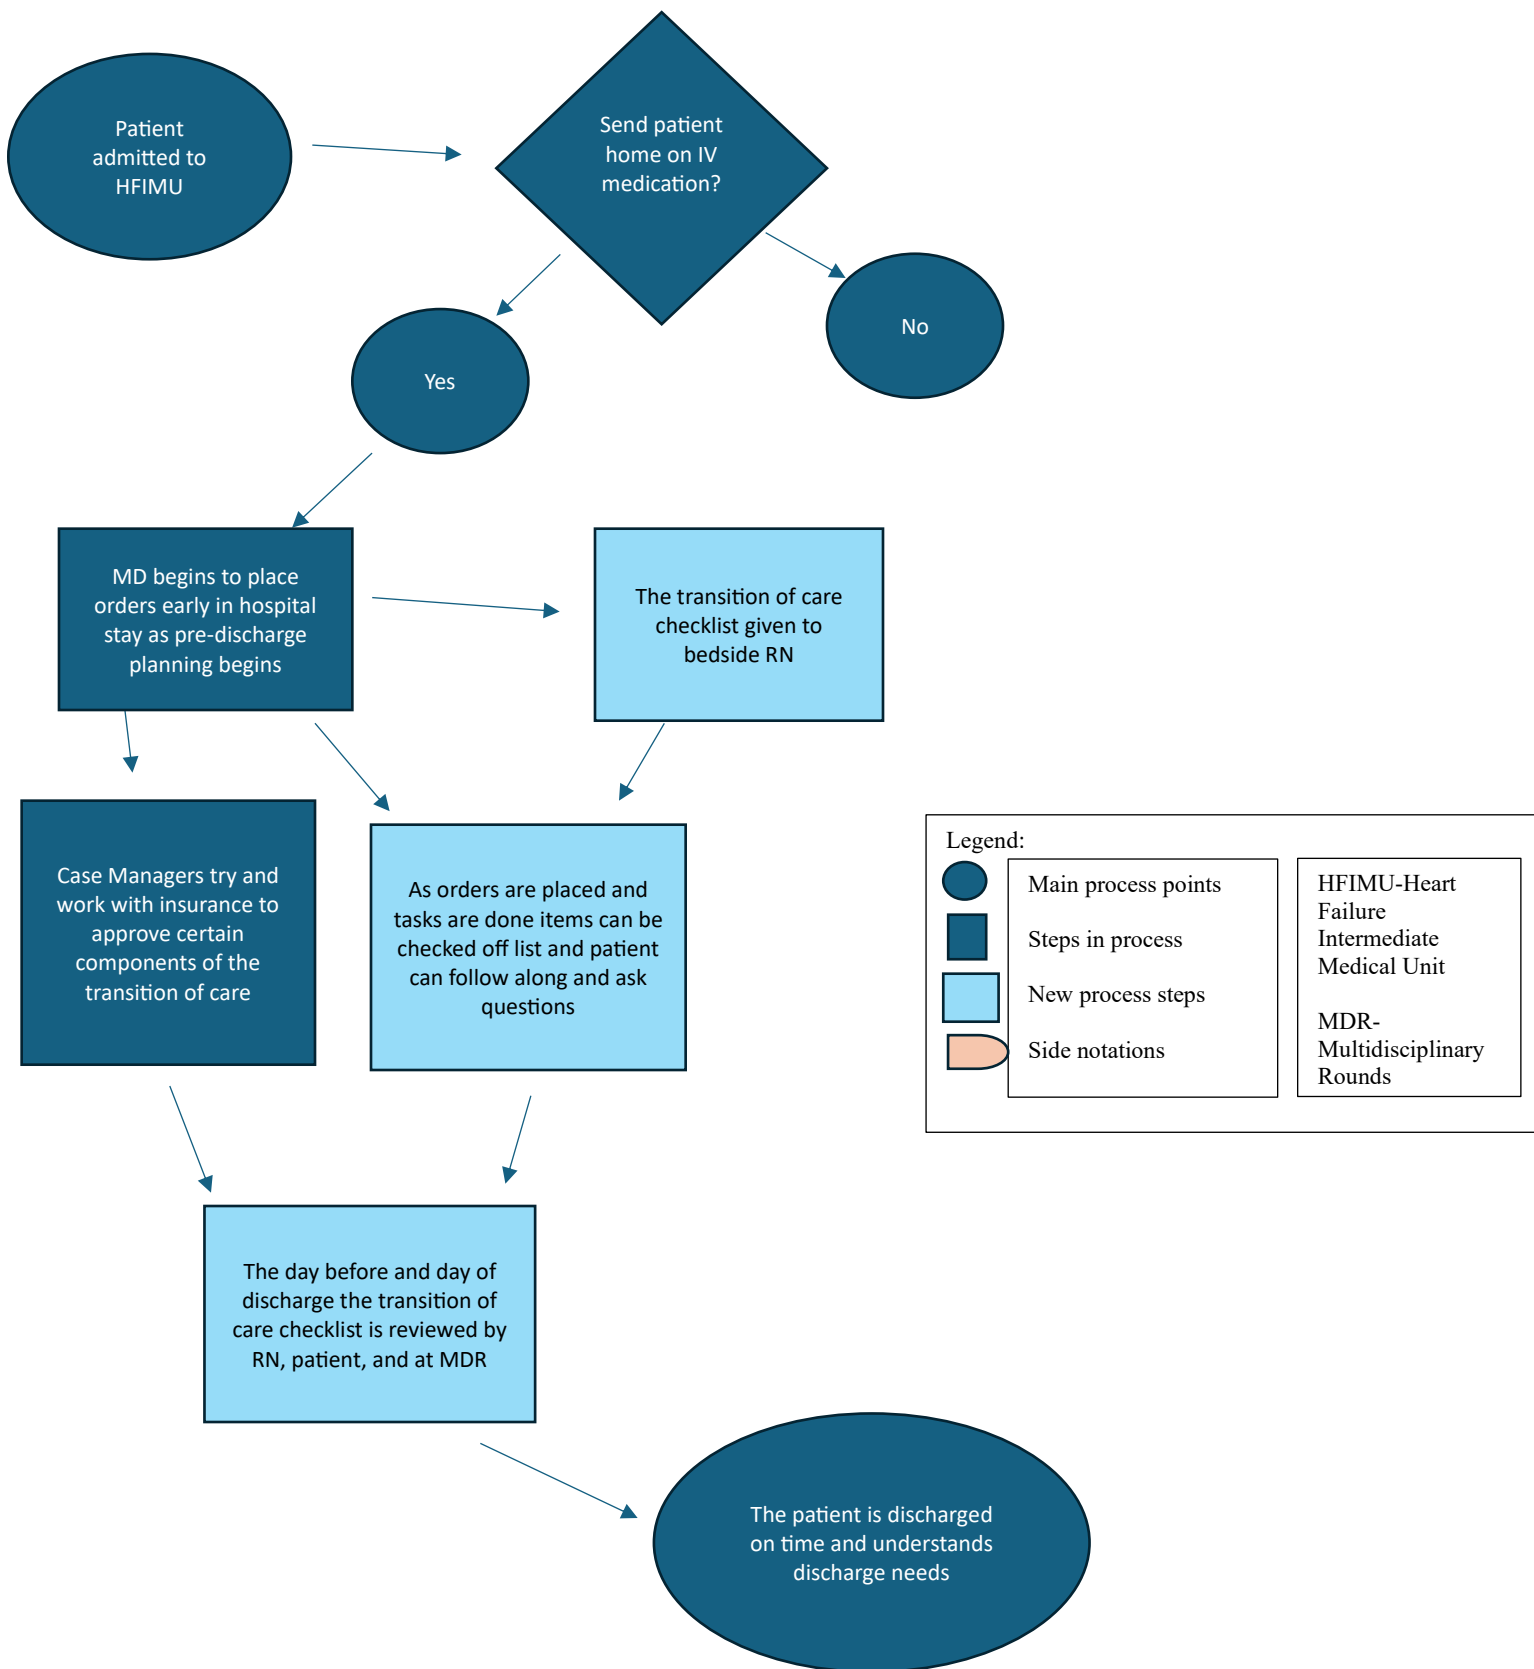 Patient
admitted to
HFIMU
Send patient
home on IV
medication?
No
Yes
MD begins to place
orders early in hospital
stay as pre-discharge
planning begins
The transition of care
checklist given to
bedside RN
Case Managers try and
work with insurance to
approve certain
components of the
transition of care
As orders are placed and
tasks are done items can be
checked off list and patient
can follow along and ask
questions
Legend:
Main process points
Steps in process
New process steps
Side notations
HFIMU-Heart
Failure
Intermediate
Medical Unit
MDR-
Multidisciplinary
Rounds
The day before and day of
discharge the transition of
care checklist is reviewed by
RN, patient, and at MDR
The patient is discharged
on time and understands
discharge needs